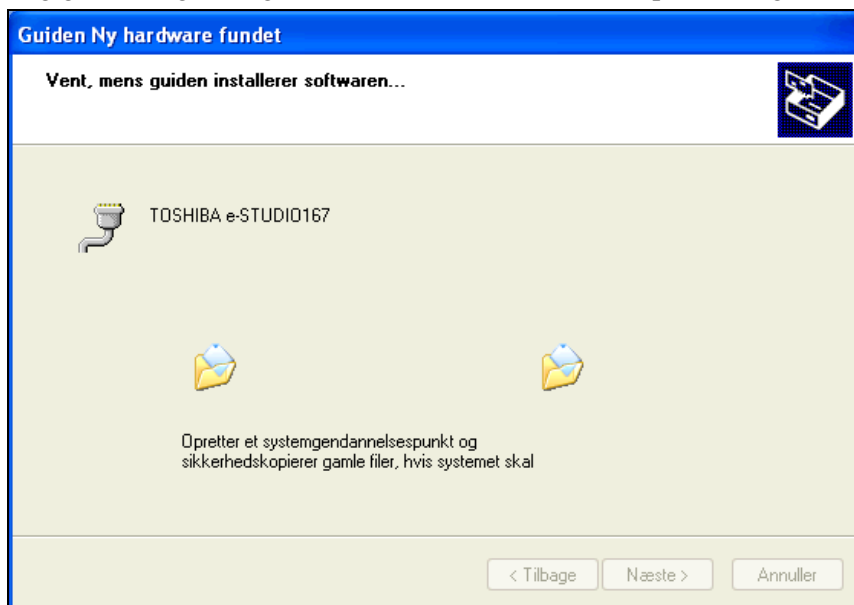 Guiden Ny hardware fundet
Vent, mens guiden installerer softwaren...
TOSHIBA e-STUDIO167
Opretter et systemgendannelsespunkt og
sikkerhedskopierer gamle filer, hvis systemet skal
< Tilbage
Næste >
Annuller